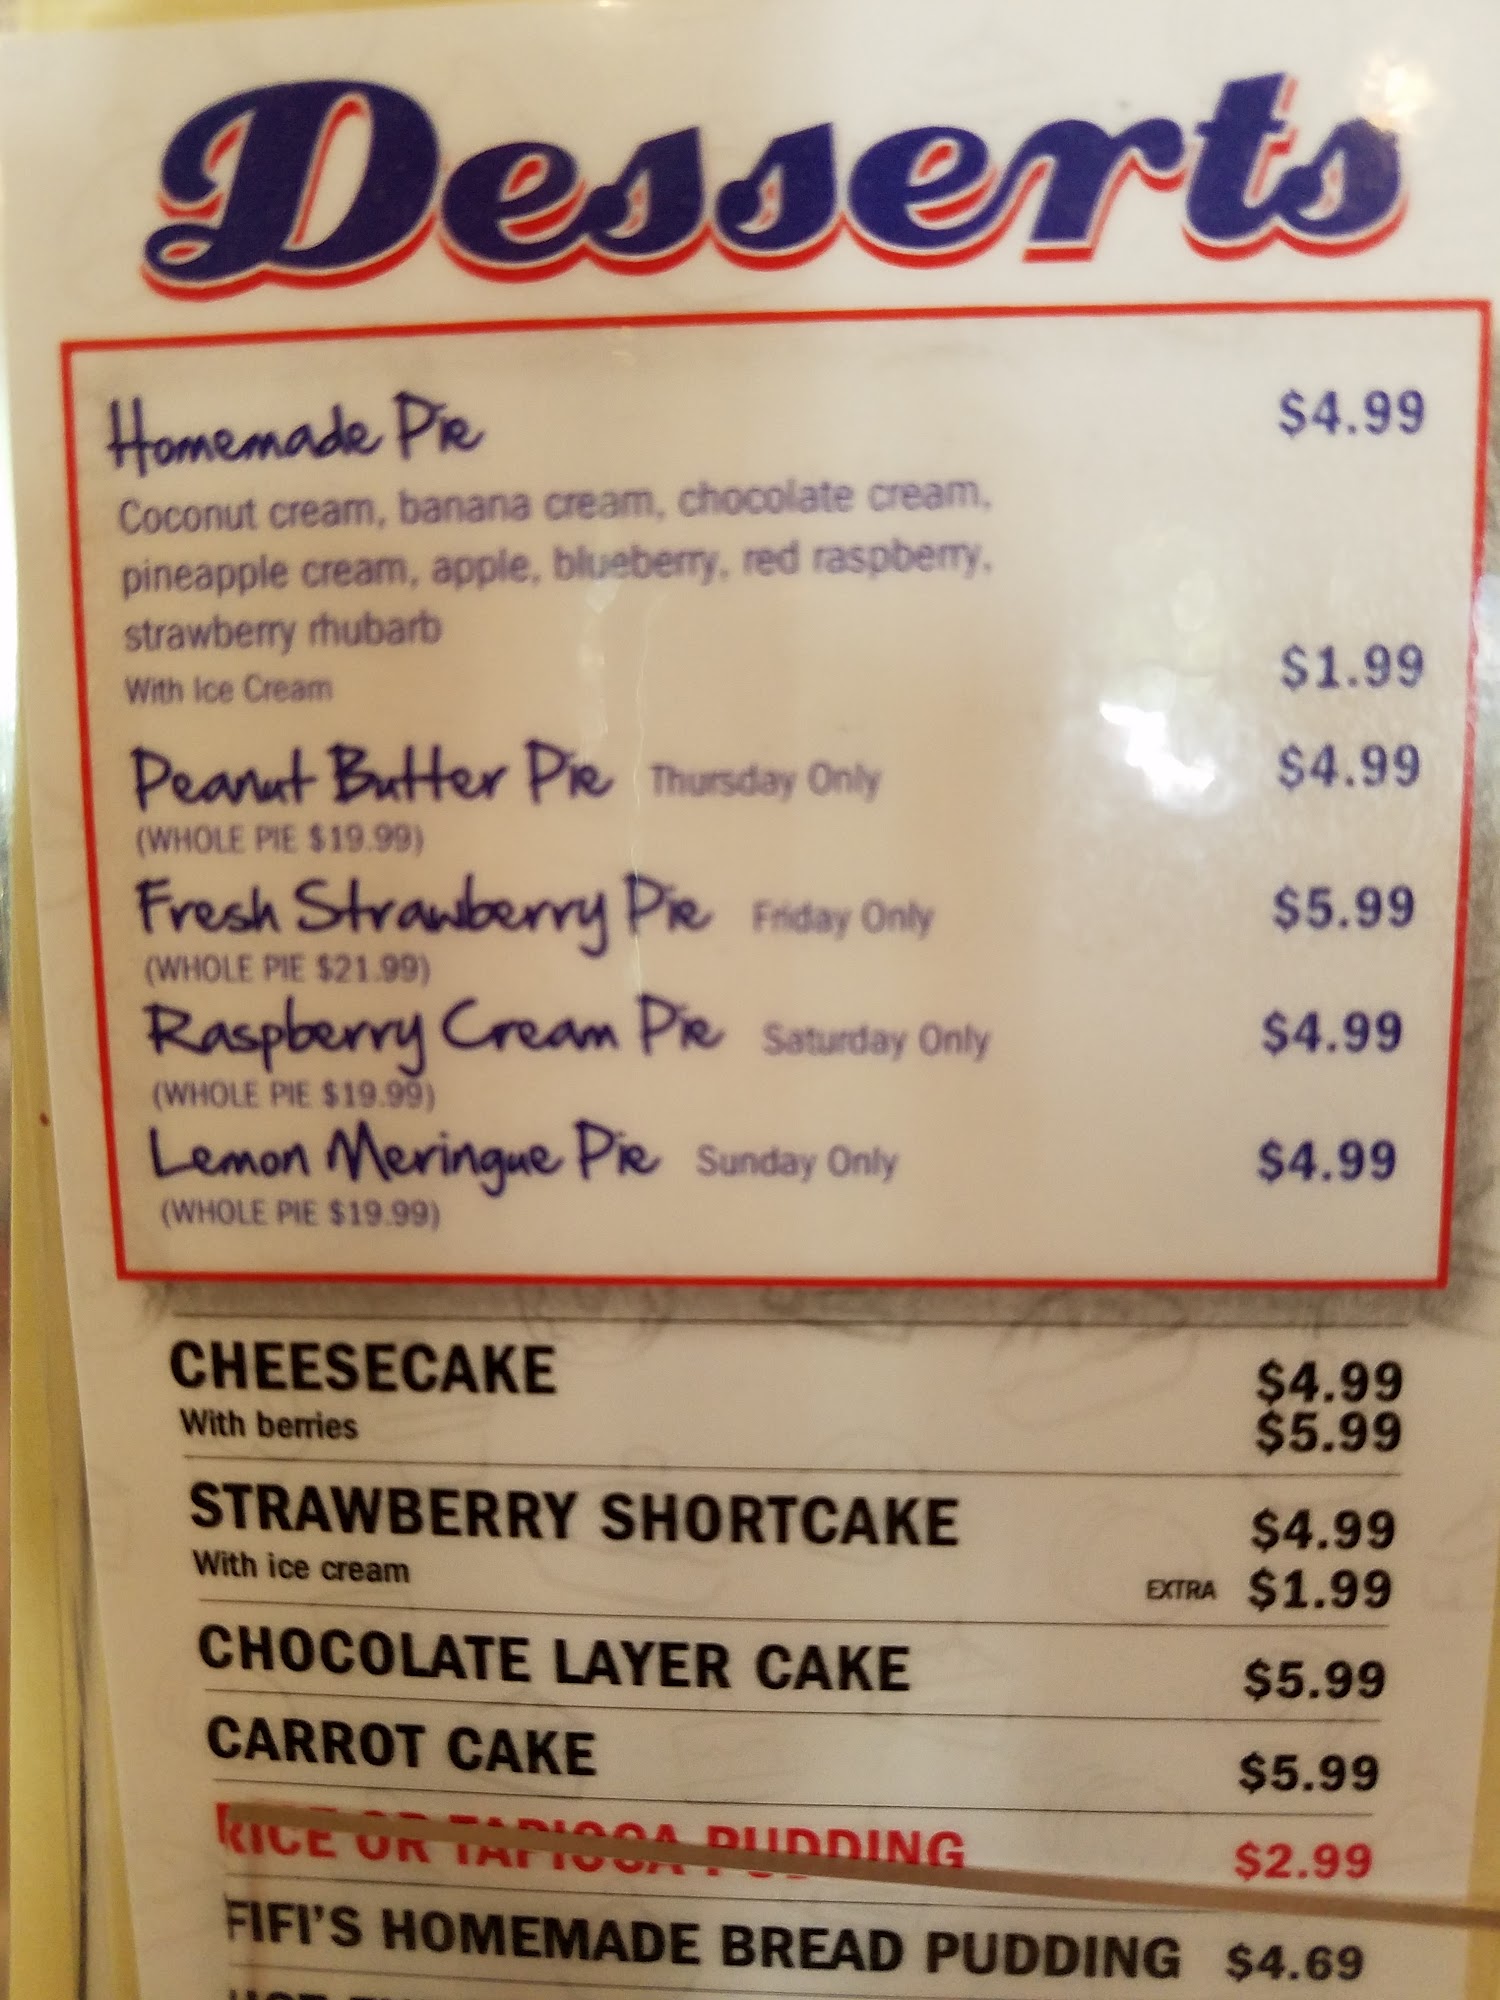 Desserts
Homemade Pie $4.99
Coconut cream, banana cream, chocolate cream,
pineapple cream, apple, blueberry, red raspberry,
strawberry rhubarb
With Ice Cream $1.99
Peanut Butter Pie Thursday Only $4.99
(WHOLE PIE $19.99)
Fresh Strawberry Pie Friday Only $5.99
(WHOLE PIE $21.99)
Raspberry Cream Pie Saturday Only $4.99
(WHOLE PIE $19.99)
Lemon Meringue Pie Sunday Only $4.99
(WHOLE PIE $19.99)
CHEESECAKE $4.99
With berries $5.99
STRAWBERRY SHORTCAKE $4.99
With ice cream EXTRA $1.99
CHOCOLATE LAYER CAKE $5.99
CARROT CAKE $5.99
RICE OR TAPIOCA PUDDING $2.99
FIFI'S HOMEMADE BREAD PUDDING $4.69